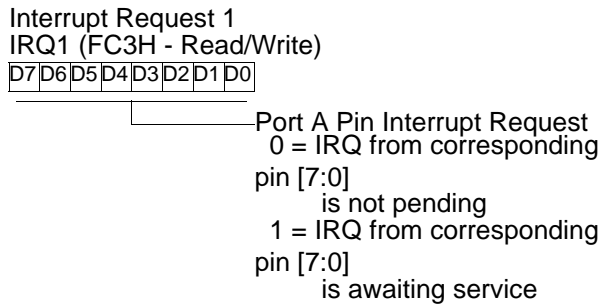 Interrupt Request 1
IRQ1 (FC3H - Read/Write)
D7 D6 D5 D4 D3 D2 D1 D0
Port A Pin Interrupt Request
0 = IRQ from corresponding
pin [7:0]
is not pending
1 = IRQ from corresponding
pin [7:0]
is awaiting service